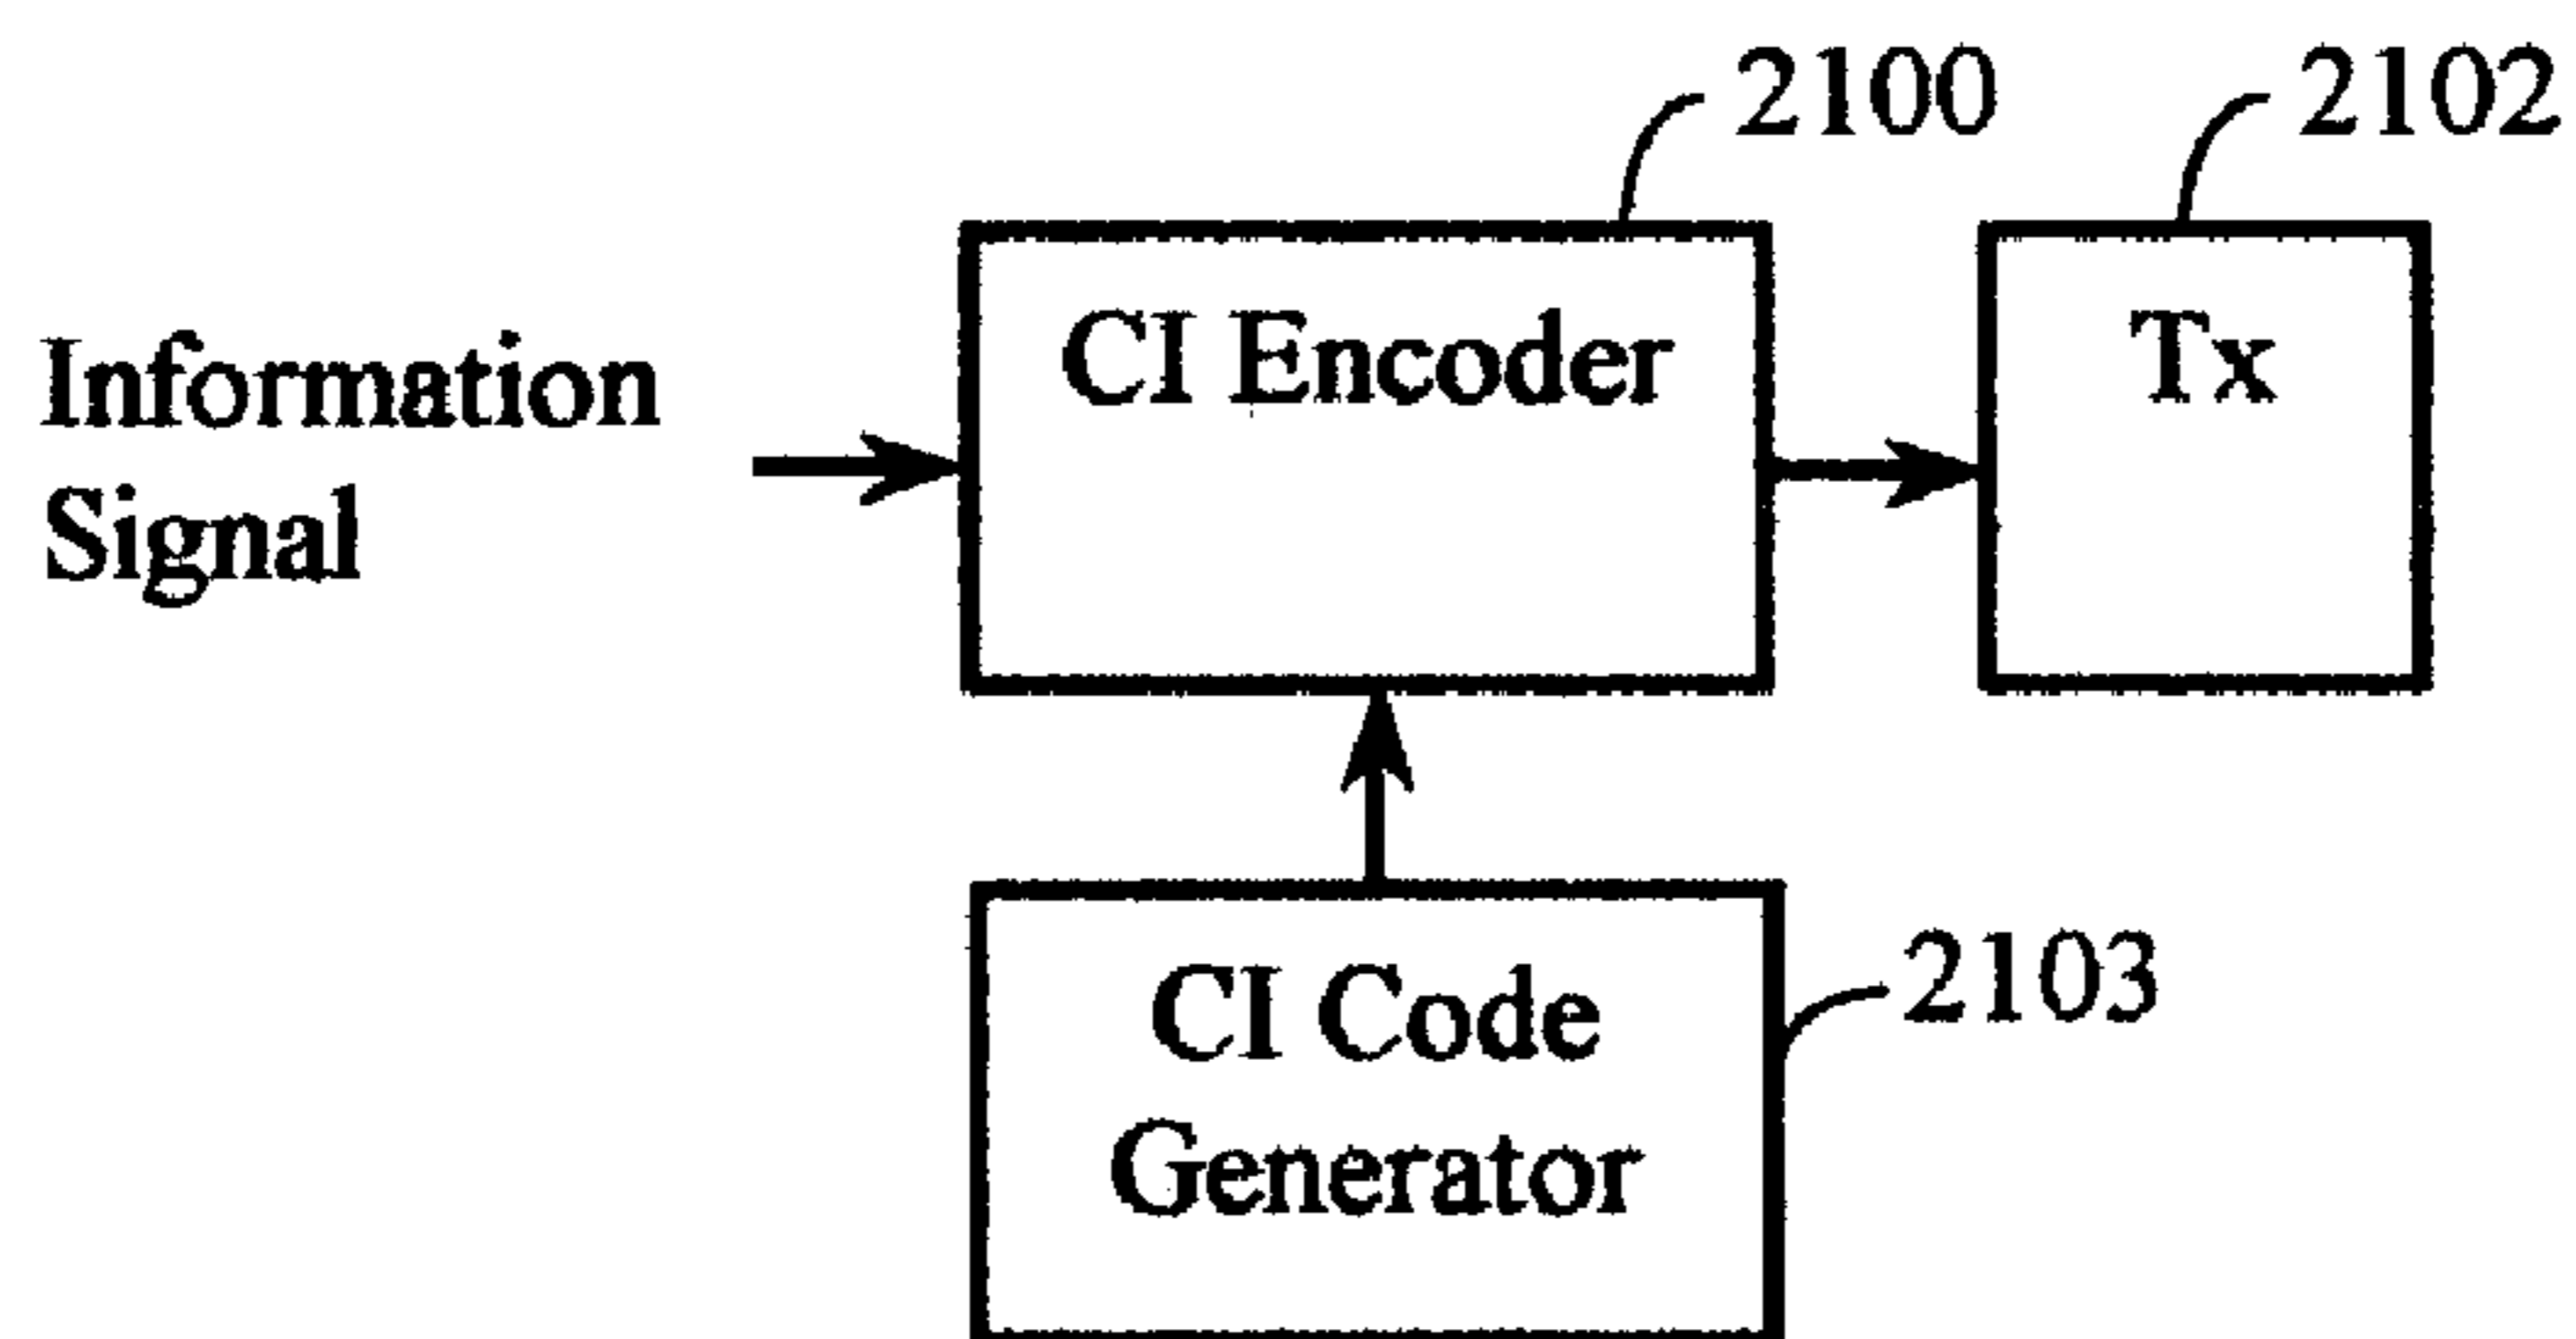 2100
2102
Information
Signal
CI Encoder
Tx
CI Code
Generator
2103